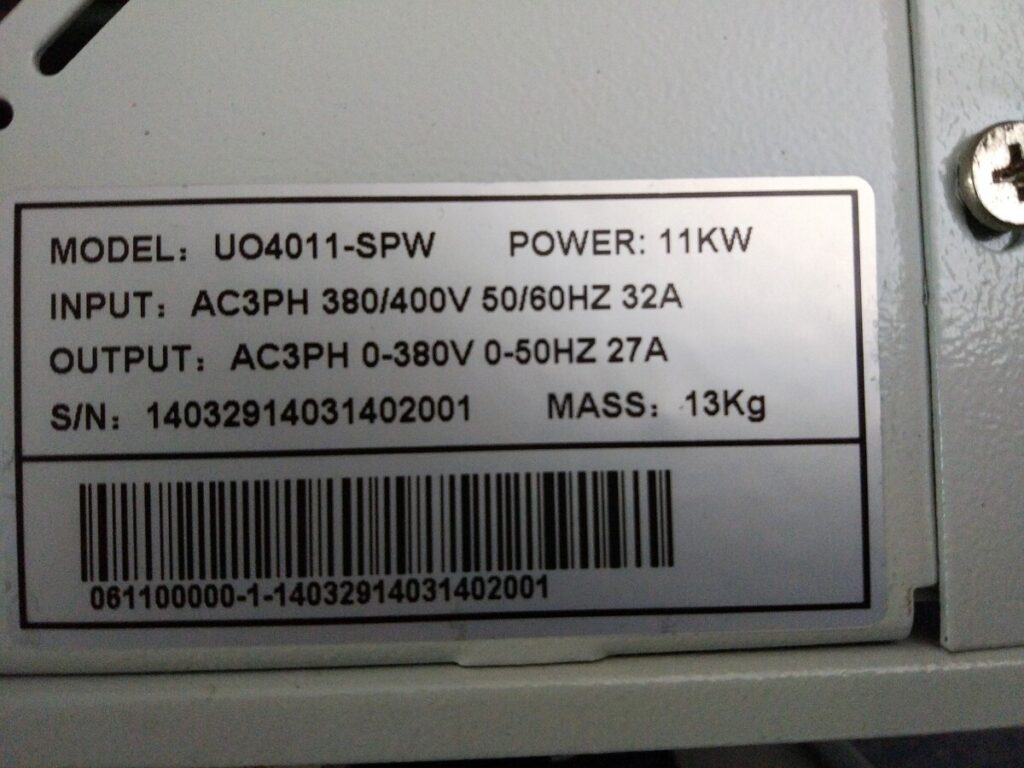 MODEL: UO4011-SPW POWER: 11KW
INPUT: AC3PH 380/400V 50/60HZ 32A
OUTPUT: AC3PH 0-380V 0-50HZ 27A
S/N: 14032914031402001 MASS: 13Kg
061100000-1-14032914031402001